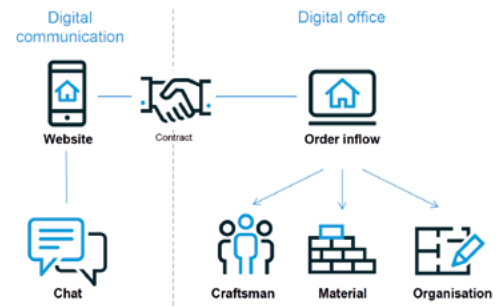 Digital
communication
Digital office
Website
Contract
Order inflow
Chat
Craftsman
Material
Organisation